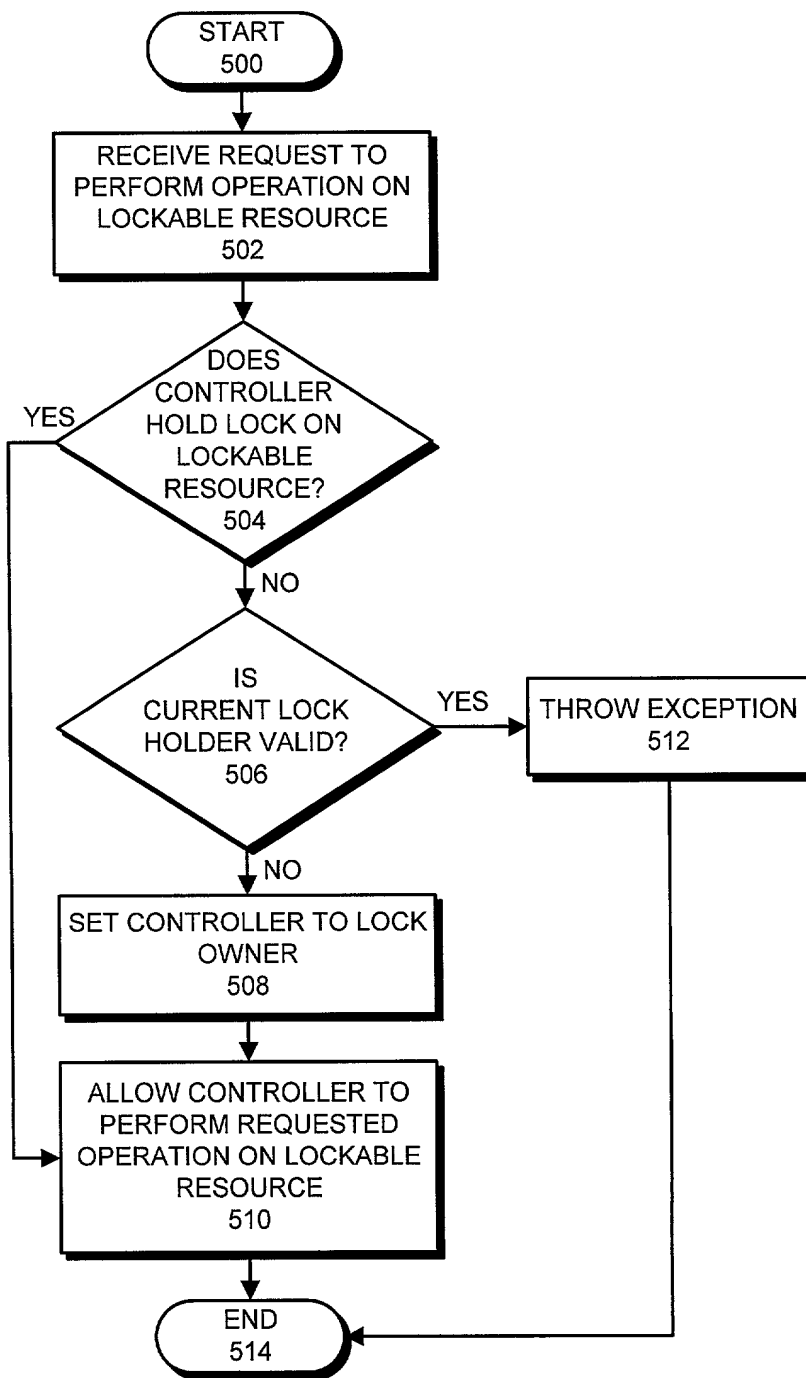 START
500
RECEIVE REQUEST TO
PERFORM OPERATION ON
LOCKABLE RESOURCE
502
DOES
CONTROLLER
HOLD LOCK ON
LOCKABLE
RESOURCE?
504
YES
NO
IS
CURRENT LOCK
HOLDER VALID?
506
YES
THROW EXCEPTION
512
NO
SET CONTROLLER TO LOCK
OWNER
508
ALLOW CONTROLLER TO
PERFORM REQUESTED
OPERATION ON LOCKABLE
RESOURCE
510
END
514